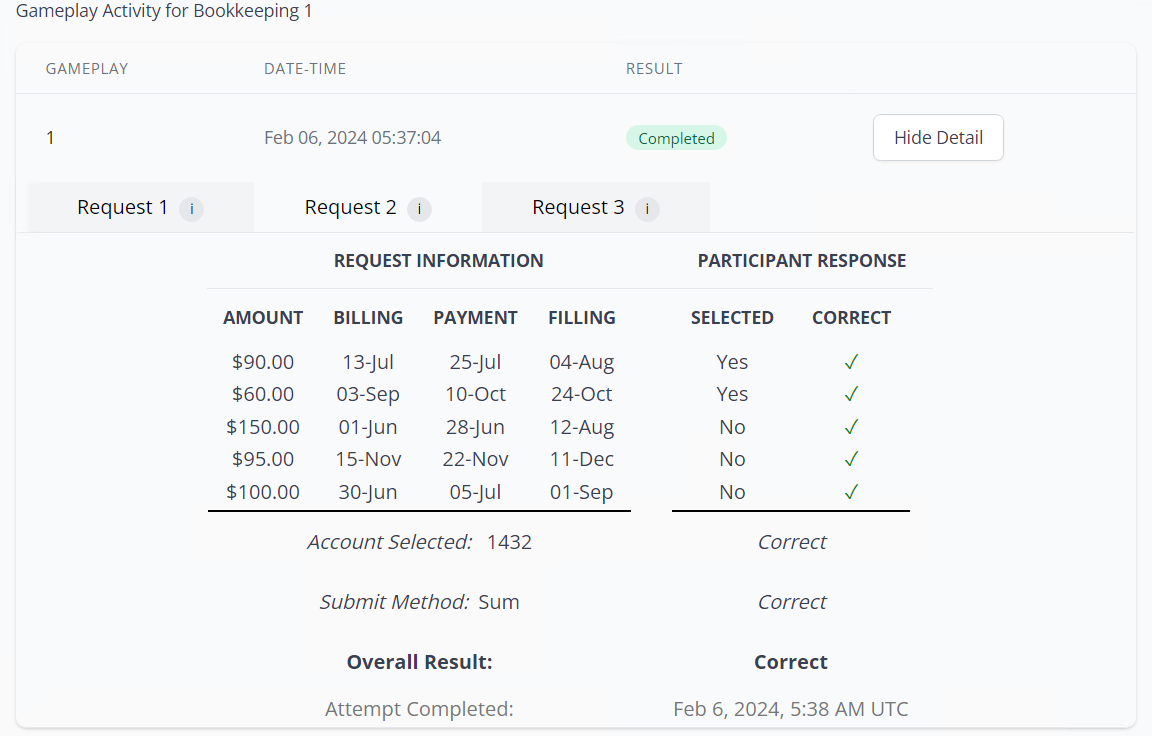 Gameplay Activity for Bookkeeping 1
GAMEPLAY DATE-TIME RESULT
1 Feb 06, 2024 05:37:04 Completed Hide Detail
Request 1 i Request 2 i Request 3 i
REQUEST INFORMATION PARTICIPANT RESPONSE
AMOUNT BILLING PAYMENT FILLING SELECTED CORRECT
$90.00 13-Jul 25-Jul 04-Aug Yes ✓
$60.00 03-Sep 10-Oct 24-Oct Yes ✓
$150.00 01-Jun 28-Jun 12-Aug No ✓
$95.00 15-Nov 22-Nov 11-Dec No ✓
$100.00 30-Jun 05-Jul 01-Sep No ✓
Account Selected: 1432 Correct
Submit Method: Sum Correct
Overall Result: Correct
Attempt Completed: Feb 6, 2024, 5:38 AM UTC